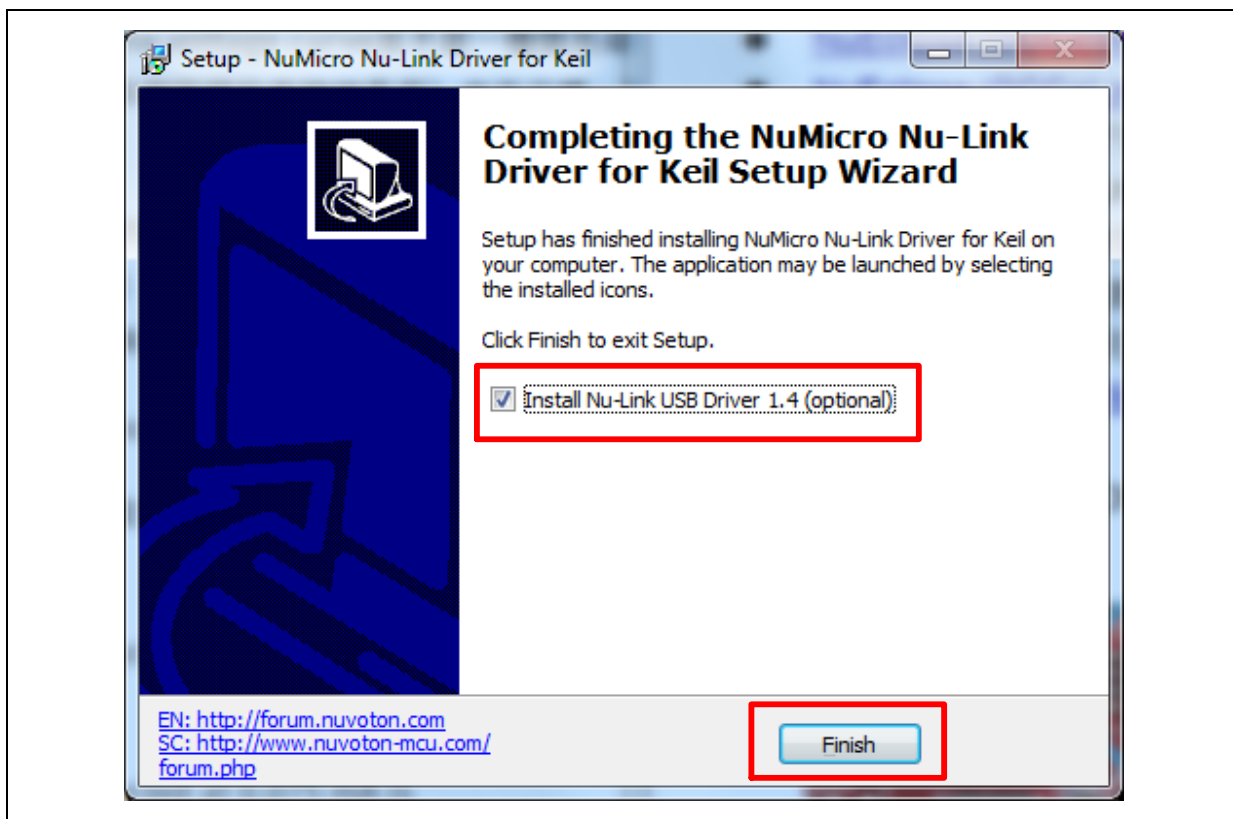 Setup - NuMicro Nu-Link Driver for Keil
Completing the NuMicro Nu-Link
Driver for Keil Setup Wizard
Setup has finished installing NuMicro Nu-Link Driver for Keil on
your computer. The application may be launched by selecting
the installed icons.
Click Finish to exit Setup.
Install Nu-Link USB Driver 1.4 (optional)
EN: http://forum.nuvoton.com
SC: http://www.nuvoton-mcu.com/
forum.php
Finish